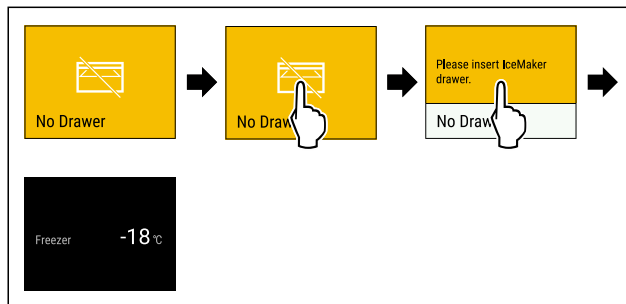 No Drawer
No Draw
Please insert IceMaker
drawer.
No Draw
Freezer
-18 °C